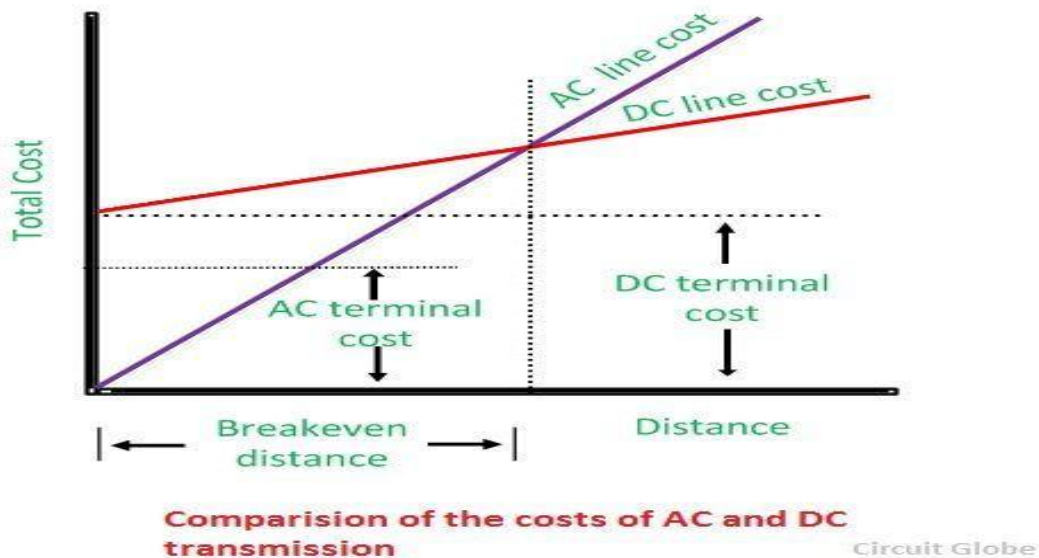 Total Cost
AC line cost
DC line cost
AC terminal
cost
DC terminal
cost
Breakeven
distance
Distance
Comparision of the costs of AC and DC
transmission
Circuit Globe